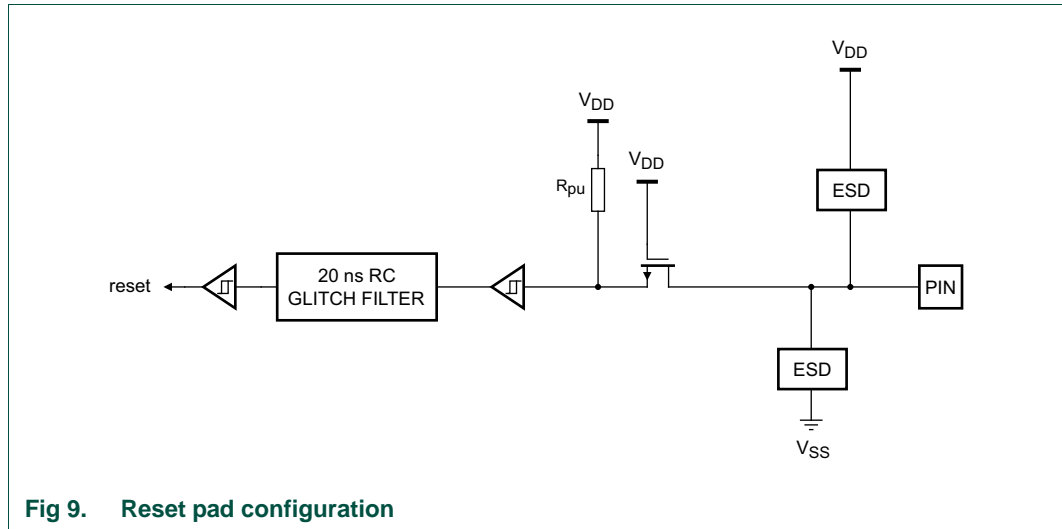 VDD
VDD
VDD
Rpu
ESD
reset
20 ns RC
GLITCH FILTER
PIN
ESD
VSS
Fig 9. Reset pad configuration